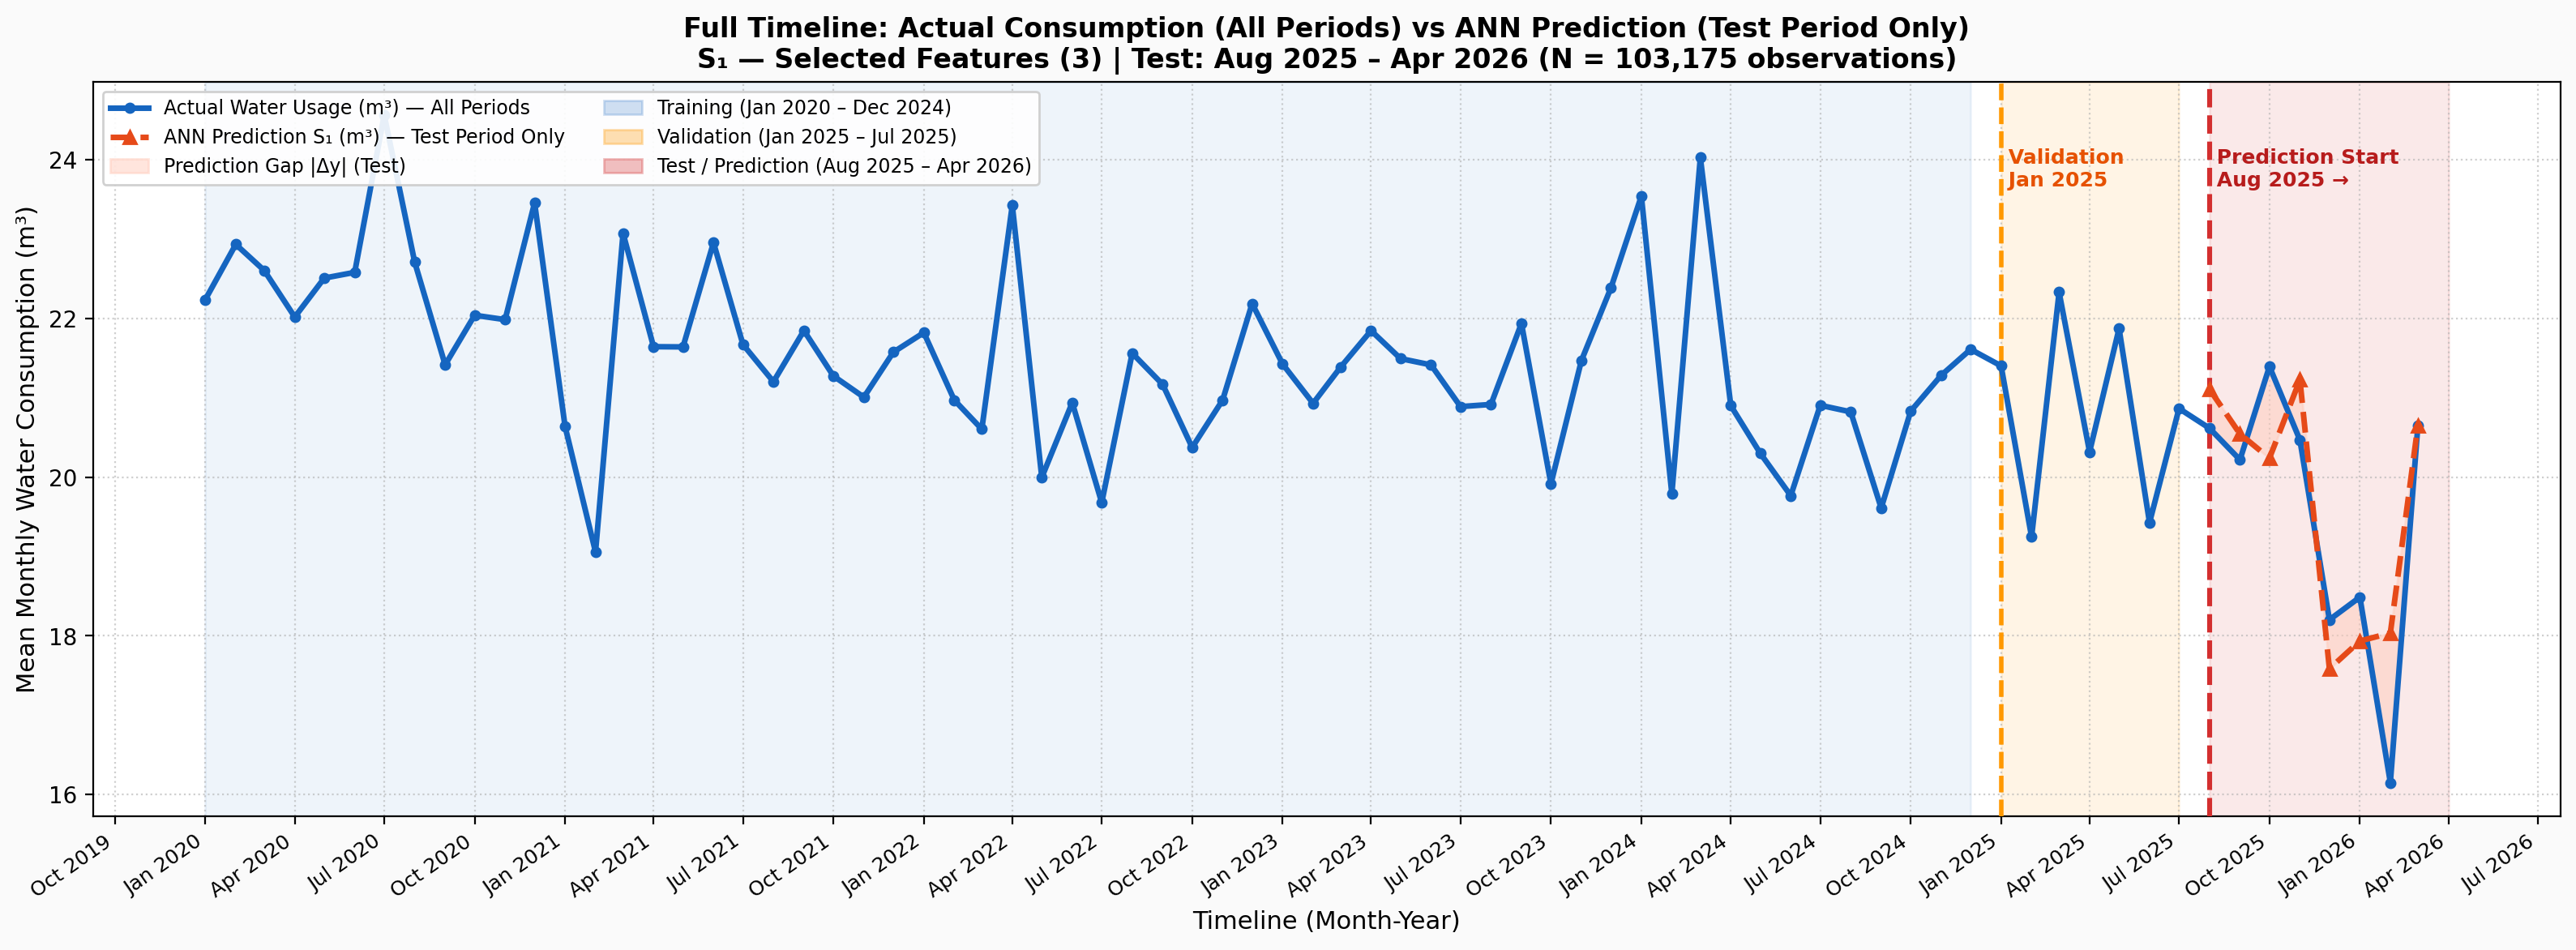 Full Timeline: Actual Consumption (All Periods) vs ANN Prediction (Test Period Only)
S₁ — Selected Features (3) | Test: Aug 2025 – Apr 2026 (N = 103,175 observations)
Actual Water Usage (m³) — All Periods
ANN Prediction S₁ (m³) — Test Period Only
Prediction Gap |Δy| (Test)
Training (Jan 2020 – Dec 2024)
Validation (Jan 2025 – Jul 2025)
Test / Prediction (Aug 2025 – Apr 2026)
Validation
Jan 2025
Prediction Start
Aug 2025 →
Mean Monthly Water Consumption (m³)
24
22
20
18
16
Oct 2019
Jan 2020
Apr 2020
Jul 2020
Oct 2020
Jan 2021
Apr 2021
Jul 2021
Oct 2021
Jan 2022
Apr 2022
Jul 2022
Oct 2022
Jan 2023
Apr 2023
Jul 2023
Oct 2023
Jan 2024
Apr 2024
Jul 2024
Oct 2024
Jan 2025
Apr 2025
Jul 2025
Oct 2025
Jan 2026
Apr 2026
Jul 2026
Timeline (Month-Year)